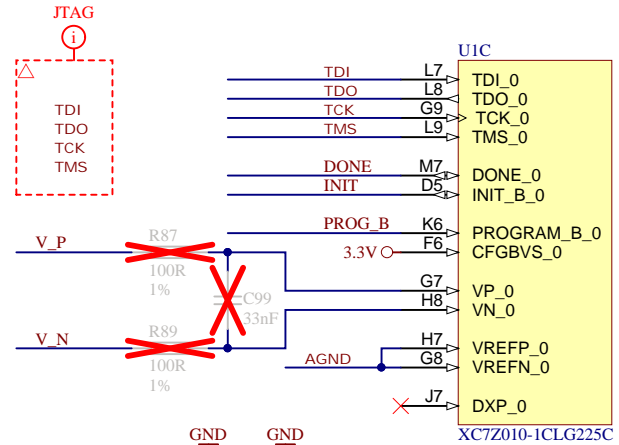 JTAG
i
TDI
TDO
TCK
TMS
U1C
TDI L7 TDI_0
TDO L8 TDO_0
TCK G9 TCK_0
TMS L9 TMS_0
DONE M7 DONE_0
INIT D5 INIT_B_0
PROG_B K6 PROGRAM_B_0
3.3V F6 CFGBVS_0
V_P R87
100R
1%
G7 VP_0
H8 VN_0
C99
33nF
V_N R89
100R
1%
H7 VREFP_0
AGND G8 VREFN_0
J7 DXP_0
GND GND
XC7Z010-1CLG225C